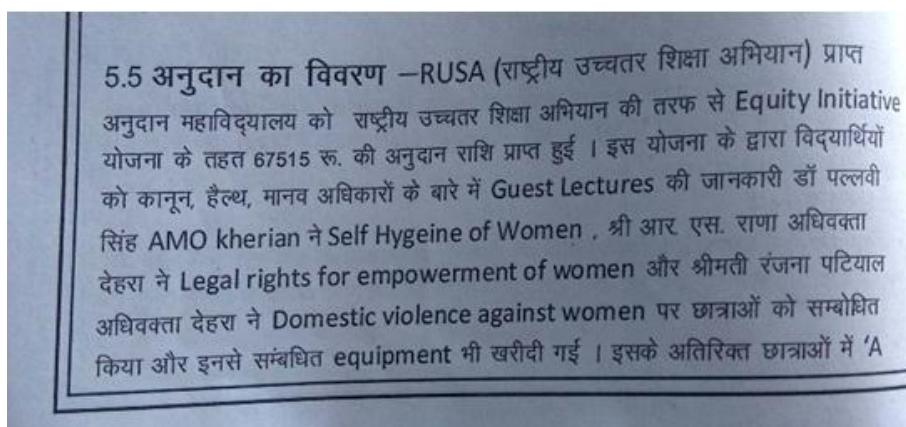 5.5 अनुदान का विवरण –RUSA (राष्ट्रीय उच्चतर शिक्षा अभियान) प्राप्त
अनुदान महाविद्यालय को राष्ट्रीय उच्चतर शिक्षा अभियान की तरफ से Equity Initiative
योजना के तहत 67515 रू. की अनुदान राशि प्राप्त हुई । इस योजना के द्वारा विद्यार्थियों
को कानून, हैल्थ, मानव अधिकारों के बारे में Guest Lectures की जानकारी डॉ पल्लवी
सिंह AMO kherian ने Self Hygeine of Women , श्री आर. एस. राणा अधिवक्ता
देहरा ने Legal rights for empowerment of women और श्रीमती रंजना पटियाल
अधिवक्ता देहरा ने Domestic violence against women पर छात्राओं को सम्बोधित
किया और इनसे संम्बधित equipment भी खरीदी गई । इसके अतिरिक्त छात्राओं में 'A